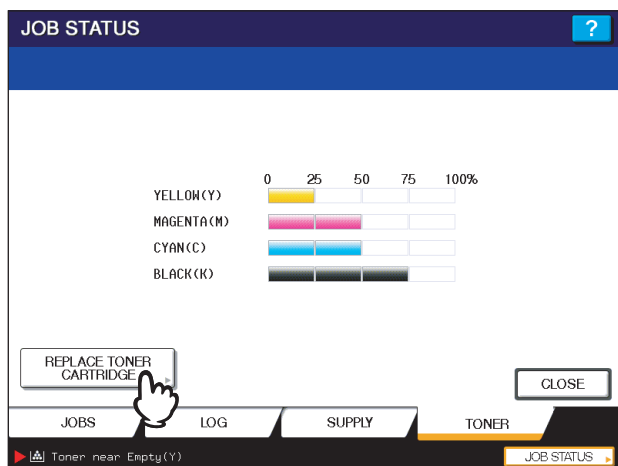 JOB STATUS
?
0 25 50 75 100%
YELLOW(Y)
MAGENTA(M)
CYAN(C)
BLACK(K)
REPLACE TONER
CARTRIDGE
CLOSE
JOBS LOG SUPPLY TONER
Toner near Empty(Y)
JOB STATUS